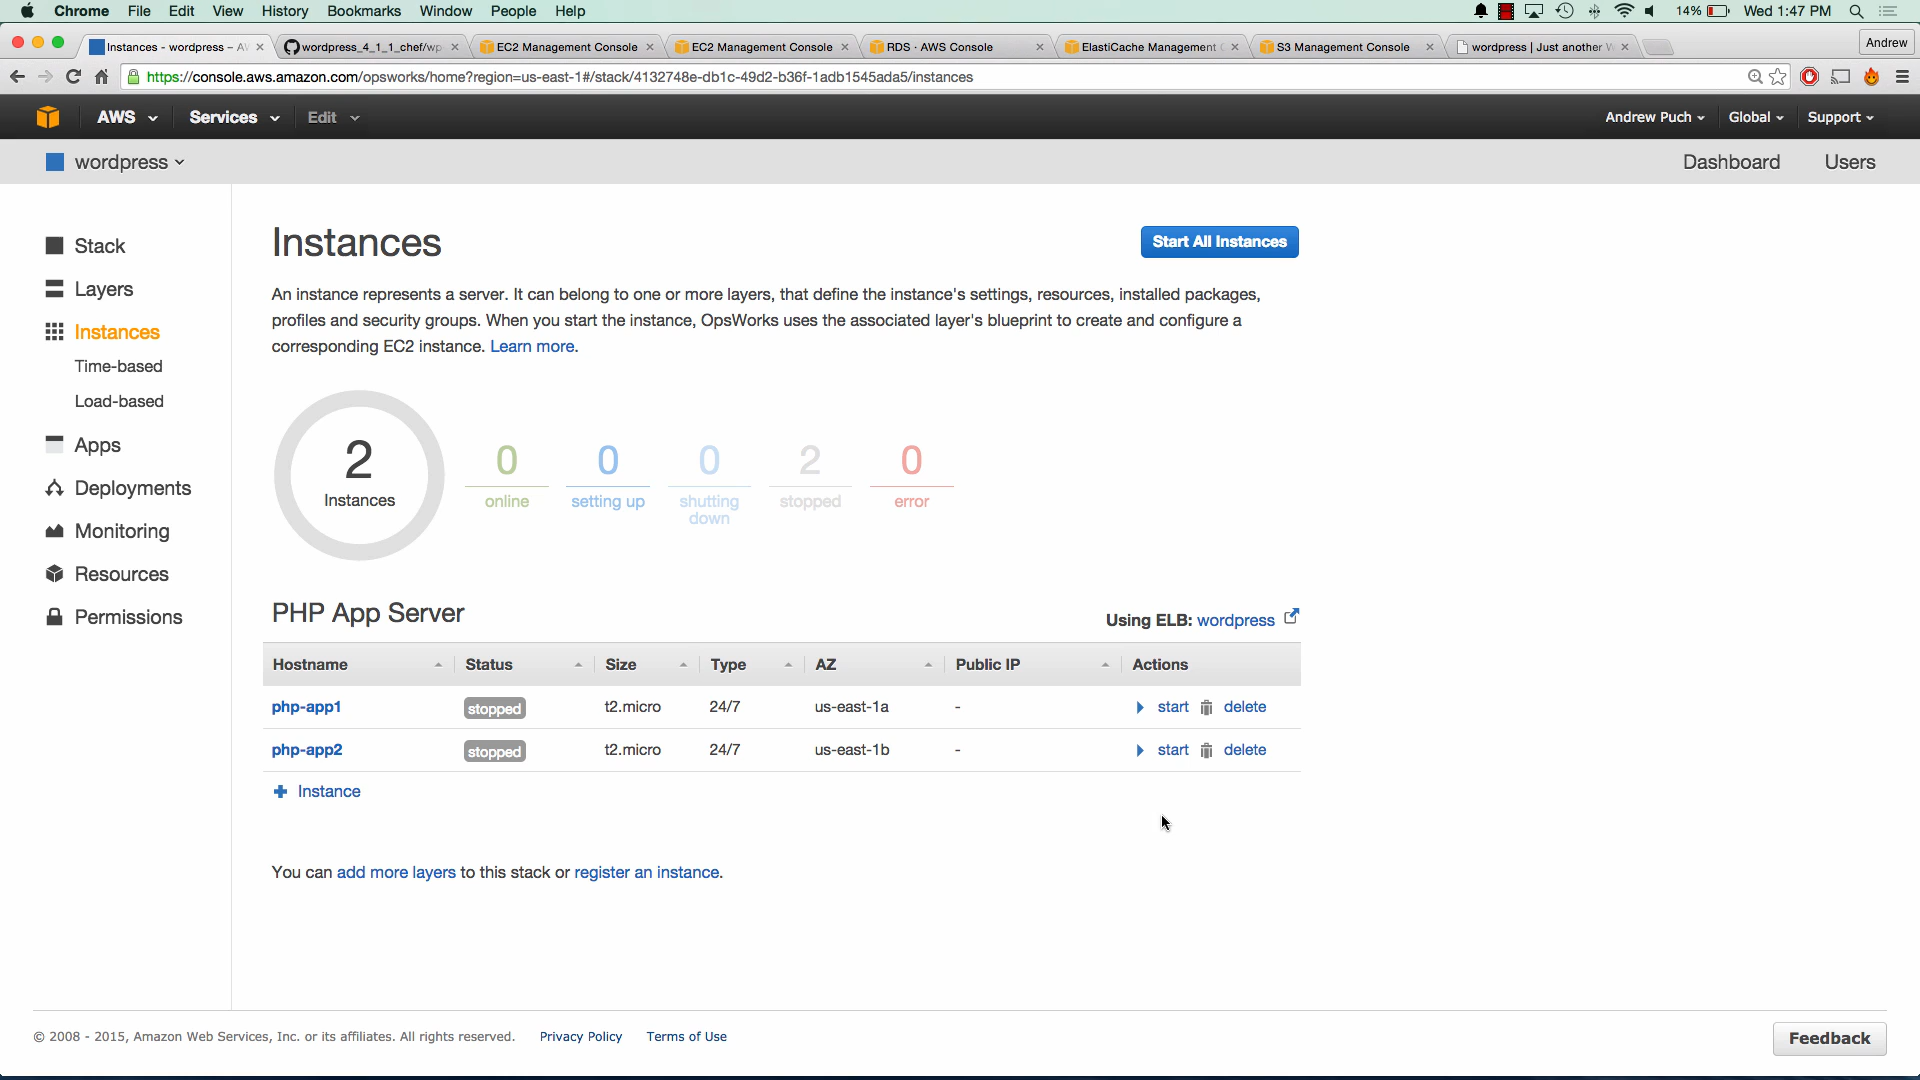 Chrome File Edit View History Bookmarks Window People Help 14% Wed 1:47 PM
Instances - wordpress – AW wordpress_4_1_1_chef/wp EC2 Management Console EC2 Management Console RDS · AWS Console ElastiCache Management C S3 Management Console wordpress | Just another W Andrew
https://console.aws.amazon.com/opsworks/home?region=us-east-1#/stack/4132748e-db1c-49d2-b36f-1adb1545ada5/instances
AWS Services Edit Andrew Puch Global Support
wordpress Dashboard Users
Stack
Layers
Instances
Time-based
Load-based
Apps
Deployments
Monitoring
Resources
Permissions
Instances Start All Instances
An instance represents a server. It can belong to one or more layers, that define the instance's settings, resources, installed packages,
profiles and security groups. When you start the instance, OpsWorks uses the associated layer's blueprint to create and configure a
corresponding EC2 instance. Learn more.
2 0 0 0 2 0
Instances online setting up shutting down stopped error
PHP App Server Using ELB: wordpress
Hostname Status Size Type AZ Public IP Actions
php-app1 stopped t2.micro 24/7 us-east-1a - start delete
php-app2 stopped t2.micro 24/7 us-east-1b - start delete
Instance
You can add more layers to this stack or register an instance.
© 2008 - 2015, Amazon Web Services, Inc. or its affiliates. All rights reserved. Privacy Policy Terms of Use Feedback